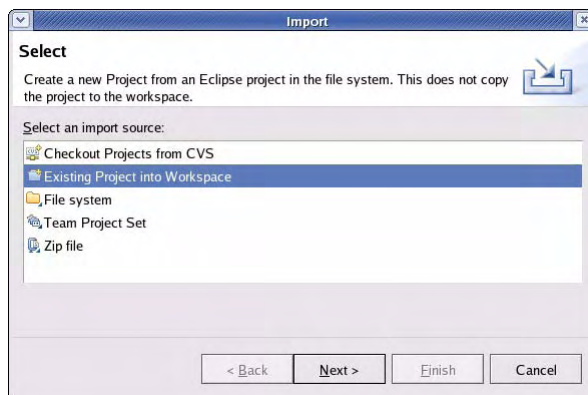 Import
Select
Create a new Project from an Eclipse project in the file system. This does not copy
the project to the workspace.
Select an import source:
Checkout Projects from CVS
Existing Project into Workspace
File system
Team Project Set
Zip file
< Back
Next >
Finish
Cancel